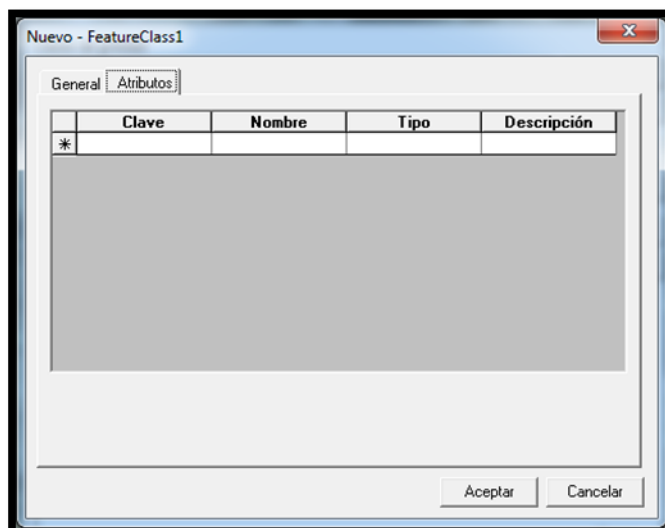 Nuevo - FeatureClass1
General Atributos
Clave Nombre Tipo Descripción
Aceptar Cancelar